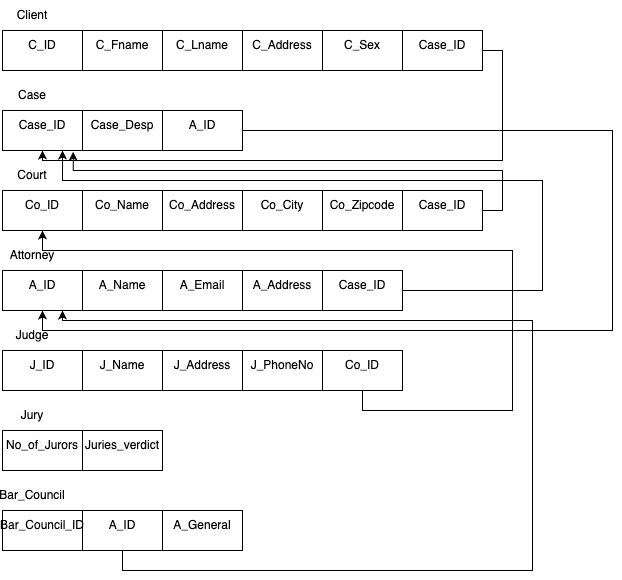 Client
C_ID C_Fname C_Lname C_Address C_Sex Case_ID
Case
Case_ID Case_Desp A_ID
Court
Co_ID Co_Name Co_Address Co_City Co_Zipcode Case_ID
Attorney
A_ID A_Name A_Email A_Address Case_ID
Judge
J_ID J_Name J_Address J_PhoneNo Co_ID
Jury
No_of_Jurors Juries_verdict
Bar_Council
Bar_Council_ID A_ID A_General